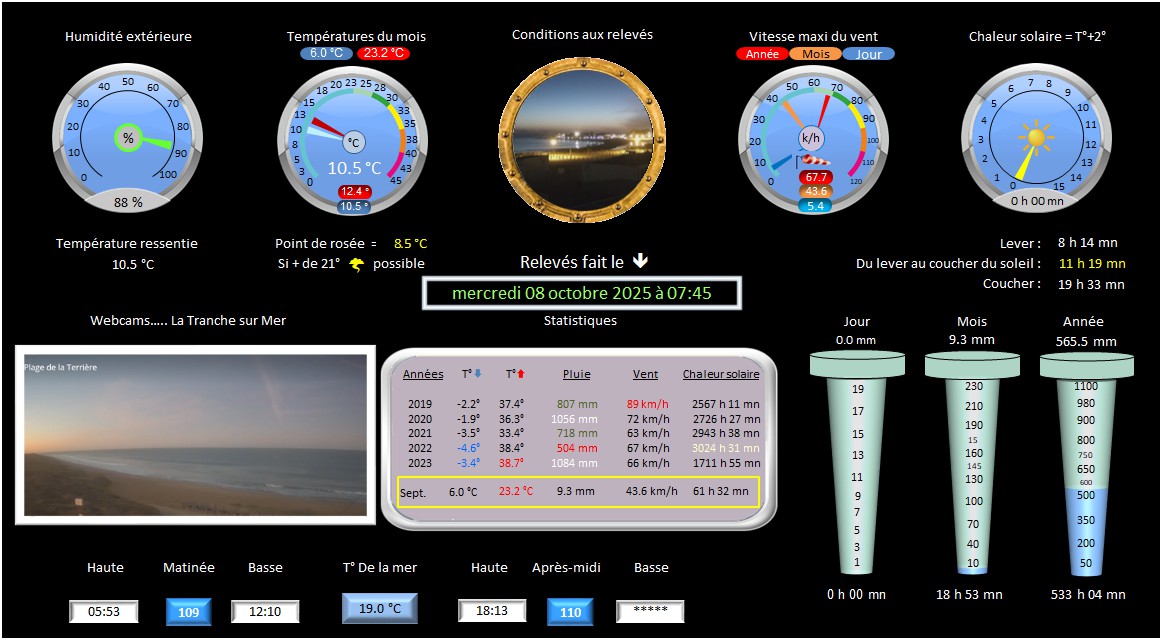 Humidité extérieure
Températures du mois
6.0 °C 23.2 °C
Conditions aux relevés
Vitesse maxi du vent
Année Mois Jour
Chaleur solaire = T°+2°
0 10 20 30 40 50 60 70 80 90 100
%
88 %
0 3 5 8 10 13 15 18 20 23 25 28 30 33 35 38 40 43 45
°C
10.5 °C
12.4 °
10.5 °
0 10 20 30 40 50 60 70 80 90 100 110 120
k/h
67.7
43.6
5.4
0 1 2 3 4 5 6 7 8 9 10 11 12 13 14 15
0 h 00 mn
Température ressentie
10.5 °C
Point de rosée = 8.5 °C
Si + de 21° possible
Relevés fait le
mercredi 08 octobre 2025 à 07:45
Lever : 8 h 14 mn
Du lever au coucher du soleil : 11 h 19 mn
Coucher : 19 h 33 mn
Webcams..... La Tranche sur Mer
Plage de la Terrière
Statistiques
Années T° T° Pluie Vent Chaleur solaire
2019 -2.2° 37.4° 807 mm 89 km/h 2567 h 11 mn
2020 -1.9° 36.3° 1056 mm 72 km/h 2726 h 27 mn
2021 -3.5° 33.4° 718 mm 63 km/h 2943 h 38 mn
2022 -4.6° 38.4° 504 mm 67 km/h 3024 h 31 mn
2023 -3.4° 38.7° 1084 mm 66 km/h 1711 h 55 mn
Sept. 6.0 °C 23.2 °C 9.3 mm 43.6 km/h 61 h 32 mn
Jour Mois Année
0.0 mm 9.3 mm 565.5 mm
19 17 15 13 11 9 7 5 3 1
230 210 190 15 160 145 130 100 70 40 10
1100 980 900 800 750 650 600 500 350 200 50
0 h 00 mn 18 h 53 mn 533 h 04 mn
Haute Matinée Basse T° De la mer Haute Après-midi Basse
05:53 109 12:10 19.0 °C 18:13 110 *****